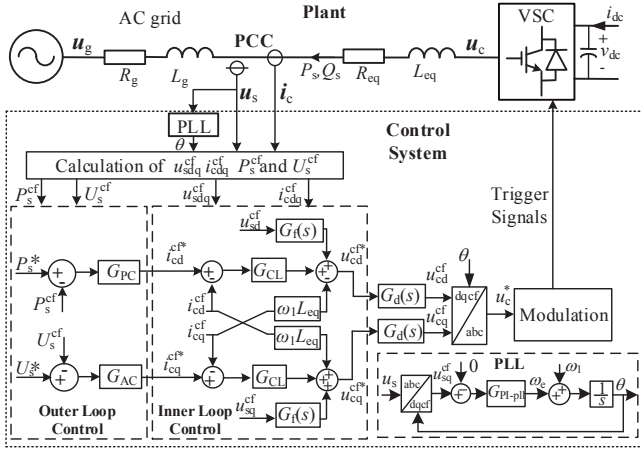 AC grid
Plant
VSC
i_dc
u_g
R_g
L_g
PCC
P_s, Q_s
R_eq
L_eq
u_c
+
v_dc
-
u_s
i_c
PLL
θ
Control System
Calculation of u_sdq^cf i_cdq^cf P_s^cf and U_s^cf
P_s^cf
U_s^cf
u_sdq^cf
i_cdq^cf
Trigger Signals
u_sd^cf
G_f(s)
P_s*
+
-
P_s^cf
G_PC
i_cd^cf*
+
-
G_CL
+
+
-
u_cd^cf*
i_cd^cf
ω_1L_eq
G_d(s)
u_cd^cf
θ
dqcf
abc
u_c^*
Modulation
i_cq^cf
ω_1L_eq
G_d(s)
u_cq^cf
U_s^cf
U_s*
+
-
G_AC
i_cq^cf*
+
-
G_CL
+
+
+
u_cq^cf*
u_sq^cf
G_f(s)
Outer Loop Control
Inner Loop Control
PLL
u_s
abc
dqcf
u_sq^cf
0
G_PI-pll
ω_e
ω_1
+
+
1
s
θ